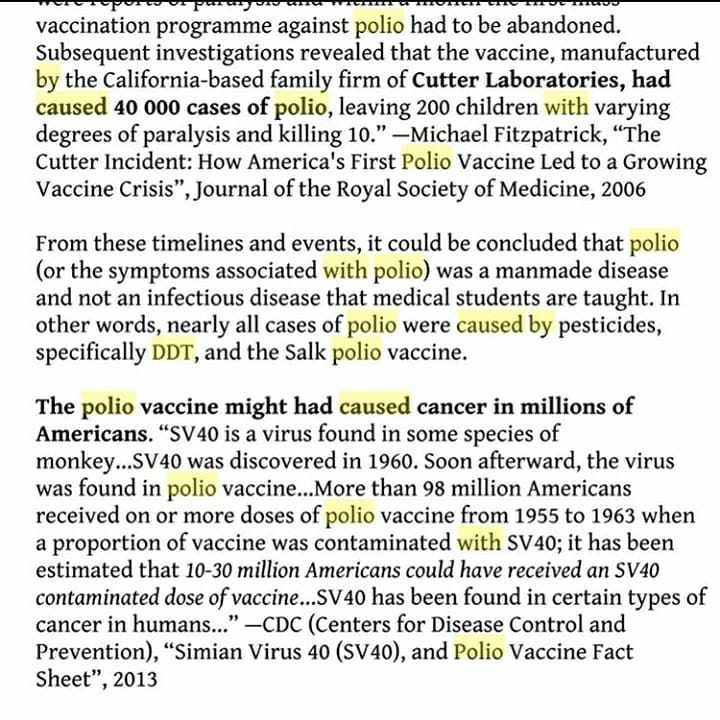 were reports of paralysis and within a month the first mass
vaccination programme against polio had to be abandoned.
Subsequent investigations revealed that the vaccine, manufactured
by the California-based family firm of Cutter Laboratories, had
caused 40 000 cases of polio, leaving 200 children with varying
degrees of paralysis and killing 10.” —Michael Fitzpatrick, “The
Cutter Incident: How America's First Polio Vaccine Led to a Growing
Vaccine Crisis”, Journal of the Royal Society of Medicine, 2006
From these timelines and events, it could be concluded that polio
(or the symptoms associated with polio) was a manmade disease
and not an infectious disease that medical students are taught. In
other words, nearly all cases of polio were caused by pesticides,
specifically DDT, and the Salk polio vaccine.
The polio vaccine might had caused cancer in millions of
Americans. “SV40 is a virus found in some species of
monkey...SV40 was discovered in 1960. Soon afterward, the virus
was found in polio vaccine...More than 98 million Americans
received on or more doses of polio vaccine from 1955 to 1963 when
a proportion of vaccine was contaminated with SV40; it has been
estimated that 10-30 million Americans could have received an SV40
contaminated dose of vaccine...SV40 has been found in certain types of
cancer in humans...” —CDC (Centers for Disease Control and
Prevention), “Simian Virus 40 (SV40), and Polio Vaccine Fact
Sheet”, 2013